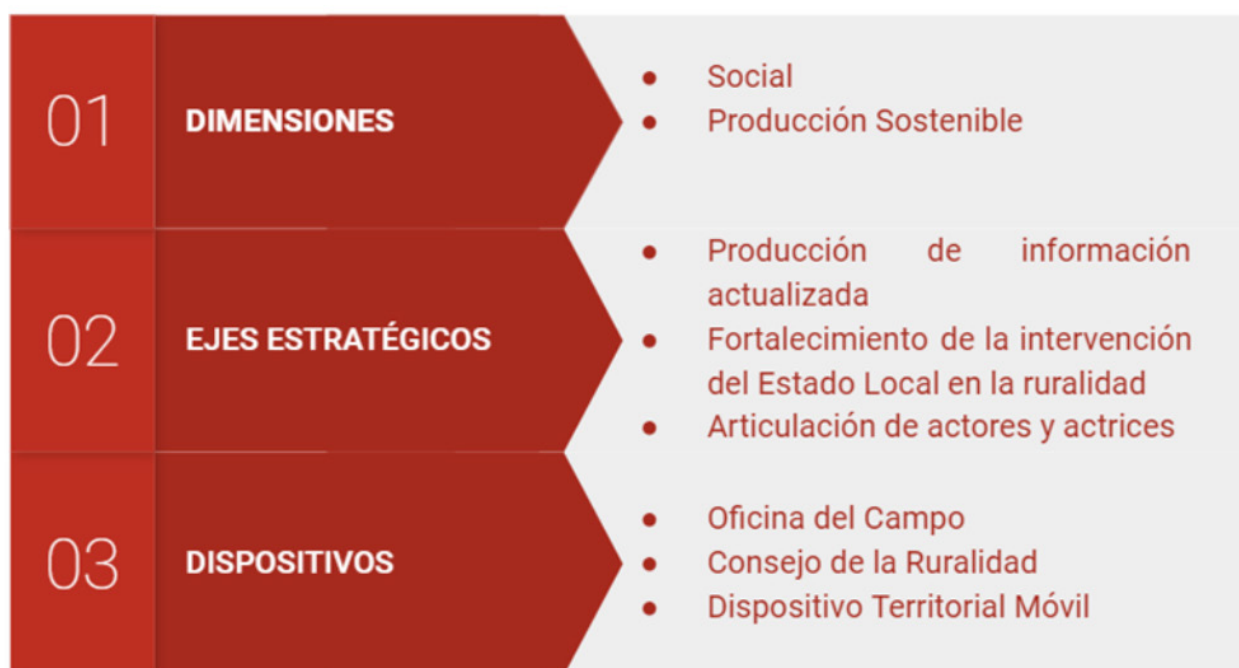 01
DIMENSIONES
● Social
● Producción Sostenible
02
EJES ESTRATÉGICOS
● Producción de información
actualizada
● Fortalecimiento de la intervención
del Estado Local en la ruralidad
● Articulación de actores y actrices
03
DISPOSITIVOS
● Oficina del Campo
● Consejo de la Ruralidad
● Dispositivo Territorial Móvil